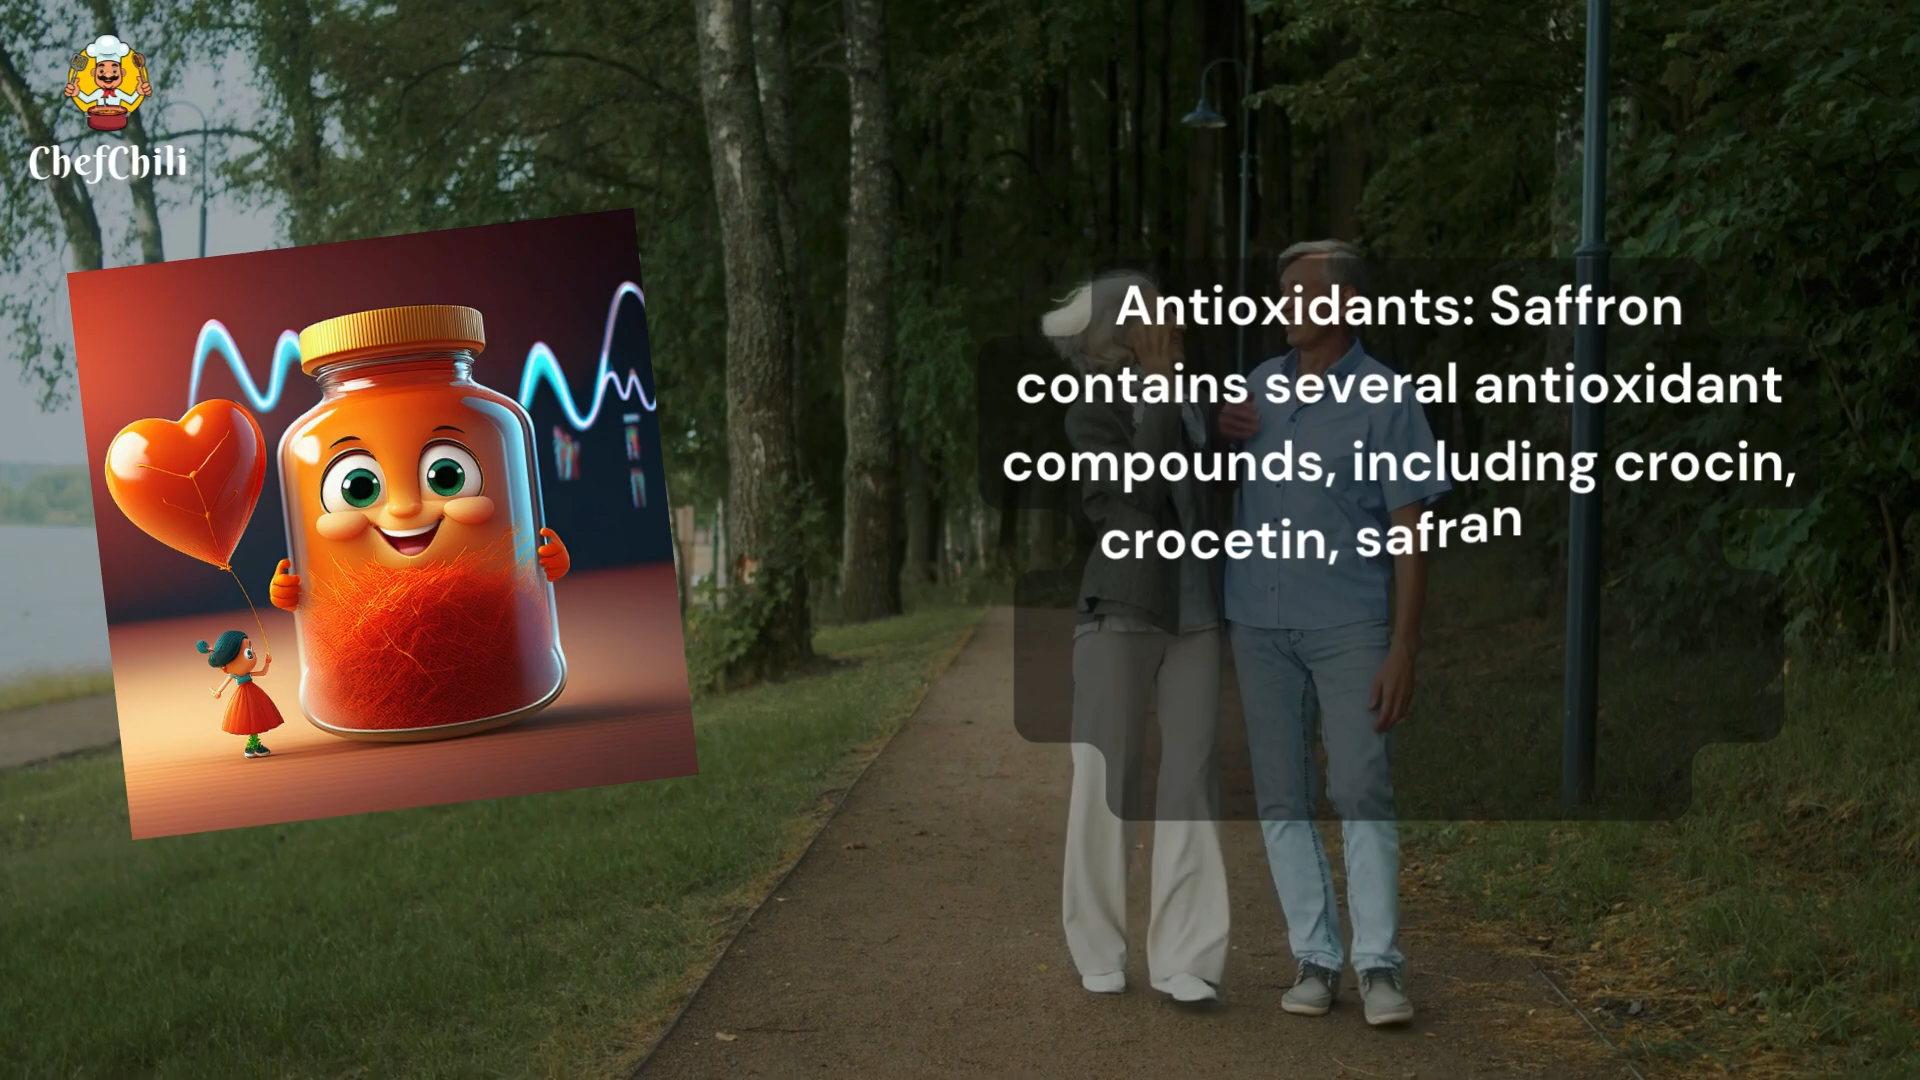 ChefChili
Antioxidants: Saffron
contains several antioxidant
compounds, including crocin,
crocetin, safran